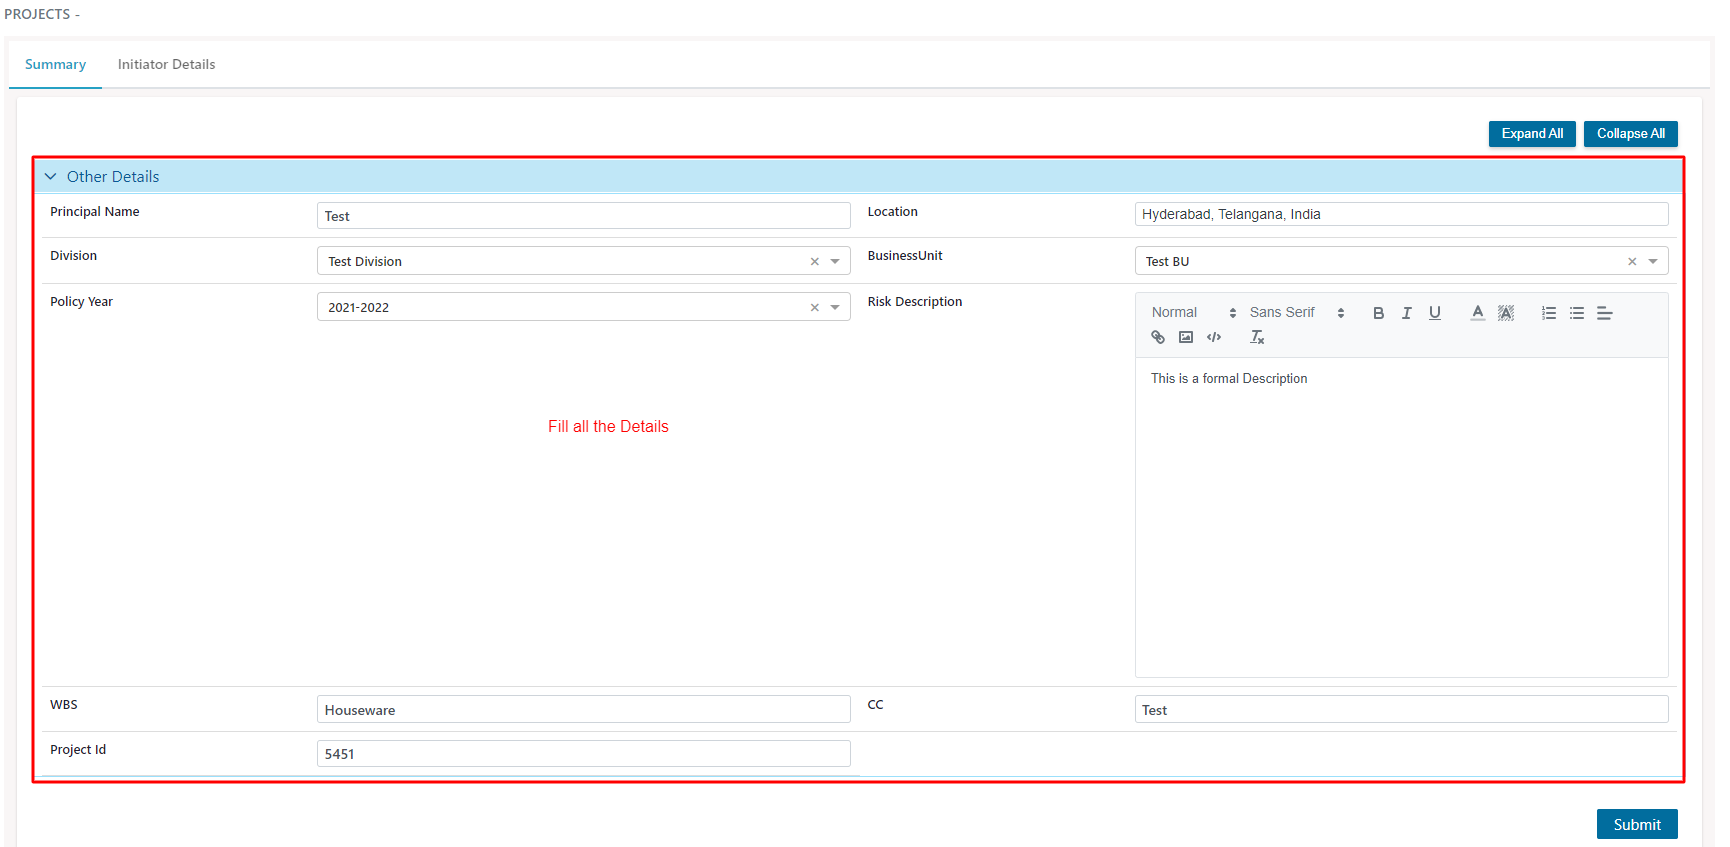 PROJECTS -
Summary Initiator Details
Expand All Collapse All
Other Details
Principal Name Test Location Hyderabad, Telangana, India
Division Test Division BusinessUnit Test BU
Policy Year 2021-2022 Risk Description
Normal Sans Serif
This is a formal Description
Fill all the Details
WBS Houseware CC Test
Project Id 5451
Submit